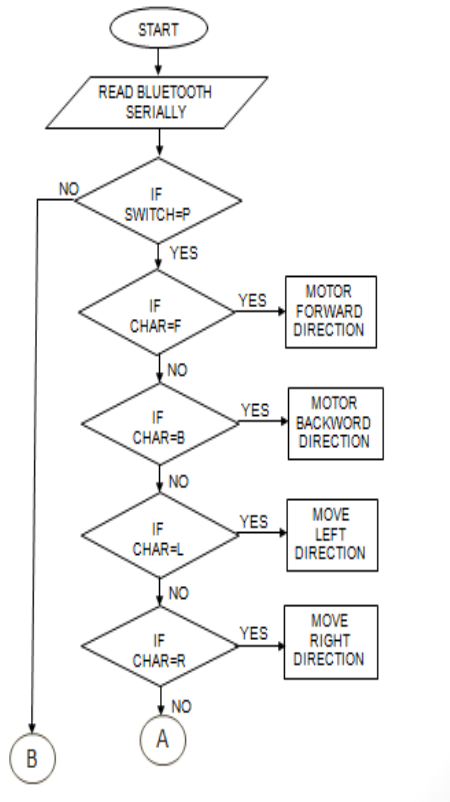 START
READ BLUETOOTH
SERIALLY
NO
IF
SWITCH=P
YES
IF
CHAR=F
YES
MOTOR
FORWARD
DIRECTION
NO
IF
CHAR=B
YES
MOTOR
BACKWORD
DIRECTION
NO
IF
CHAR=L
YES
MOVE
LEFT
DIRECTION
NO
IF
CHAR=R
YES
MOVE
RIGHT
DIRECTION
NO
A
B